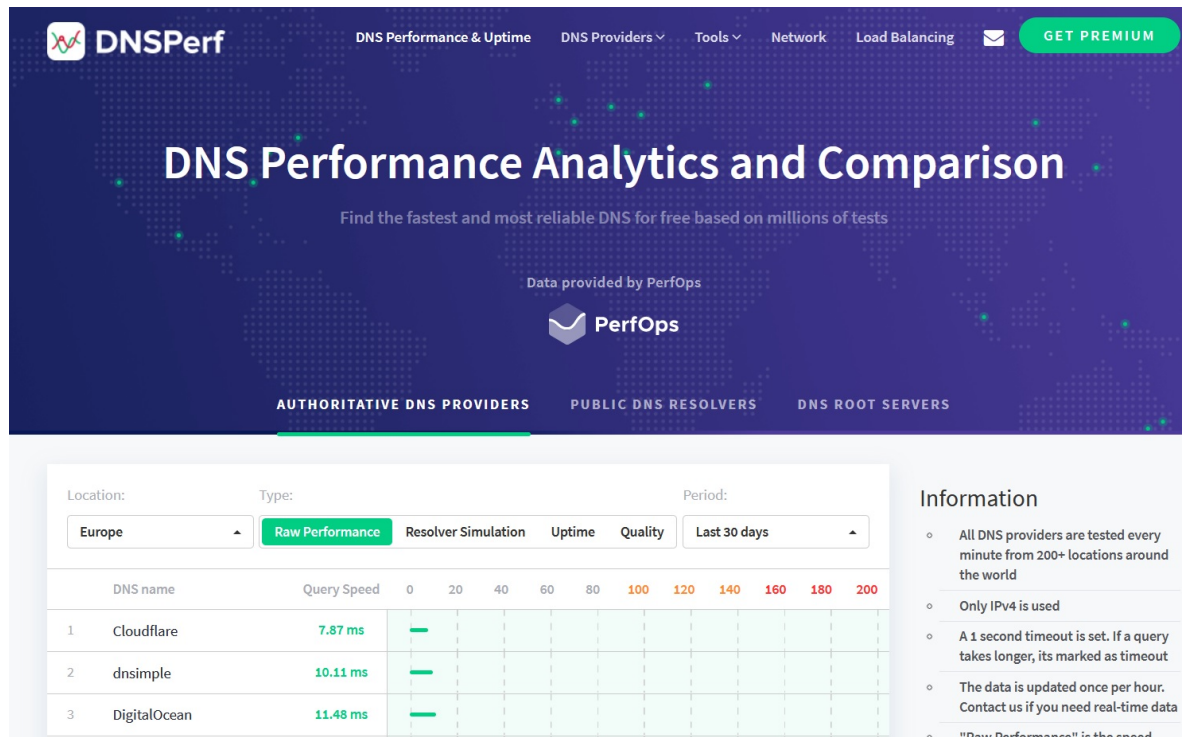 DNSPerf
DNS Performance & Uptime
DNS Providers
Tools
Network
Load Balancing
GET PREMIUM
DNS Performance Analytics and Comparison
Find the fastest and most reliable DNS for free based on millions of tests
Data provided by PerfOps
PerfOps
AUTHORITATIVE DNS PROVIDERS
PUBLIC DNS RESOLVERS
DNS ROOT SERVERS
Location:
Type:
Period:
Europe
Raw Performance
Resolver Simulation
Uptime
Quality
Last 30 days
DNS name Query Speed 0 20 40 60 80 100 120 140 160 180 200
1 Cloudflare 7.87 ms
2 dnsimple 10.11 ms
3 DigitalOcean 11.48 ms
Information
All DNS providers are tested every
minute from 200+ locations around
the world
Only IPv4 is used
A 1 second timeout is set. If a query
takes longer, its marked as timeout
The data is updated once per hour.
Contact us if you need real-time data
"Raw Performance" is the speed